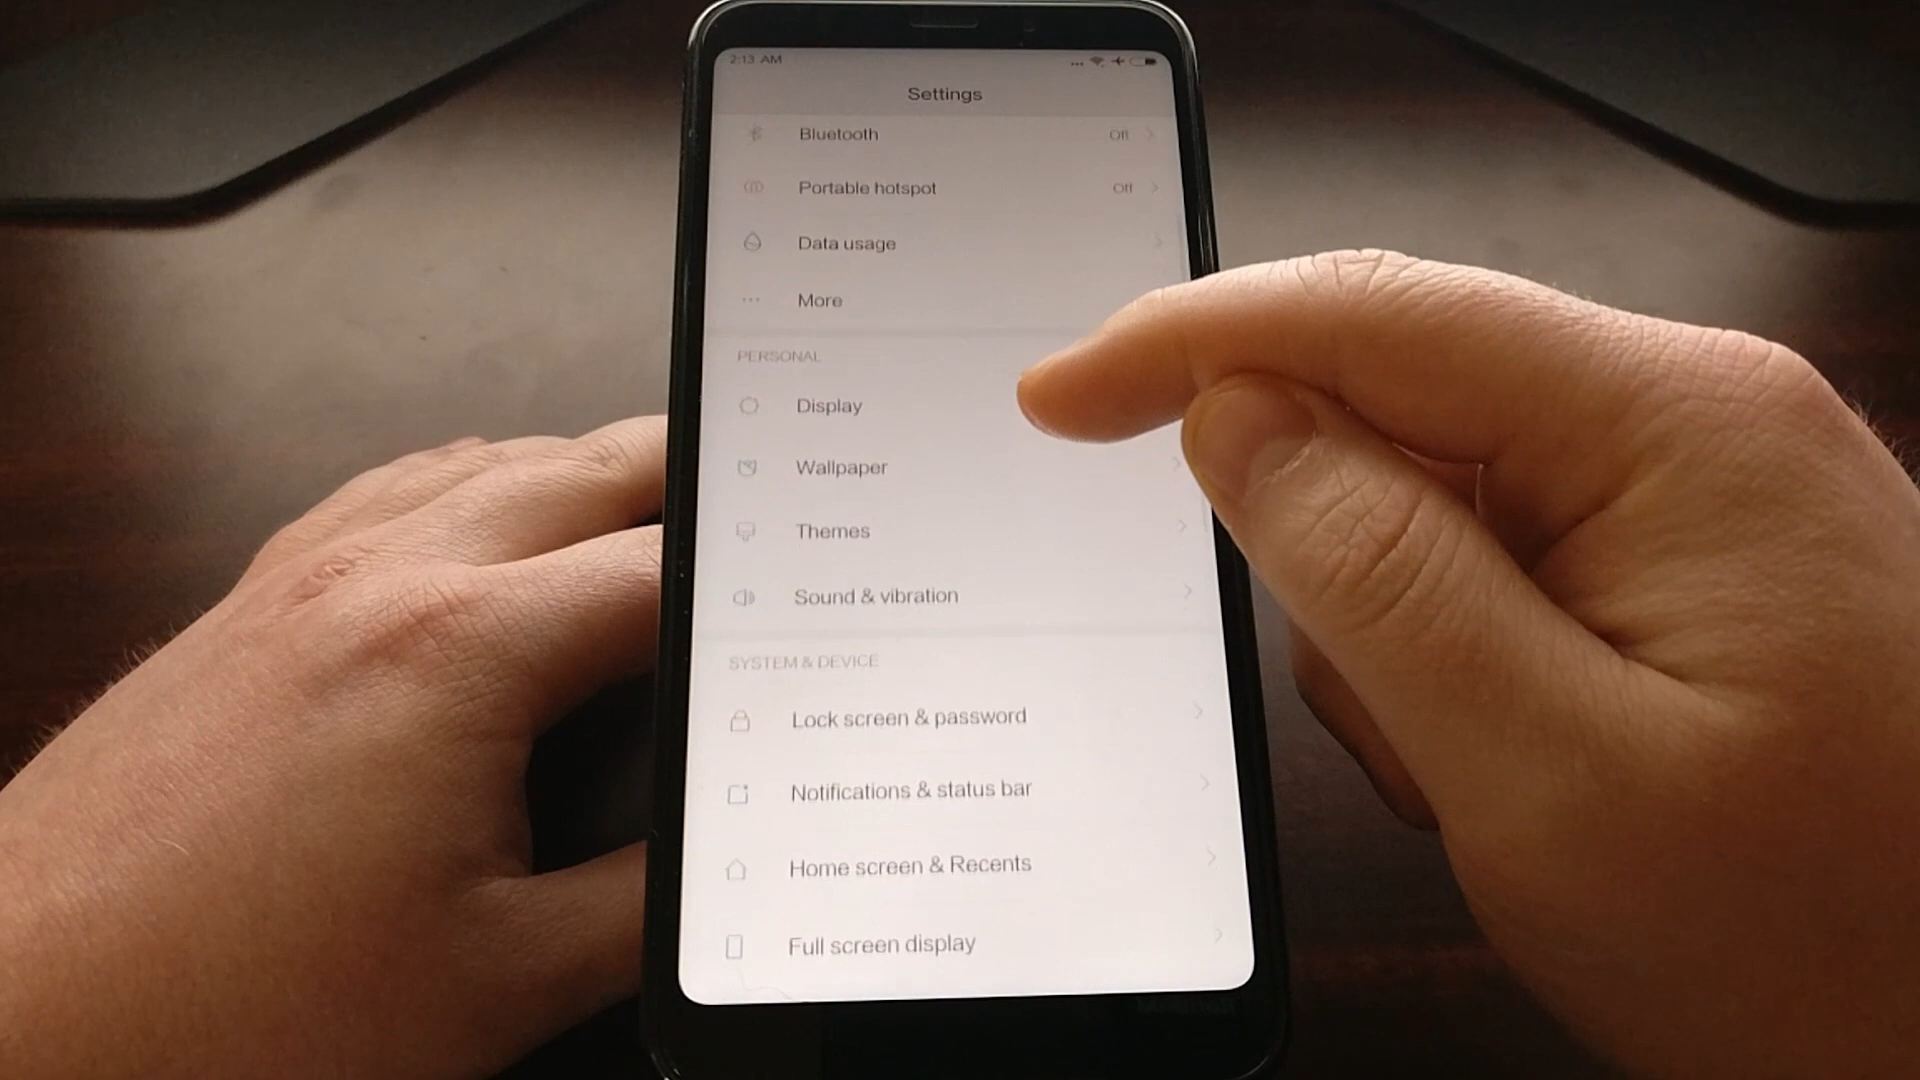 2:13 AM
Settings
Bluetooth Off
Portable hotspot Off
Data usage
More
PERSONAL
Display
Wallpaper
Themes
Sound & vibration
SYSTEM & DEVICE
Lock screen & password
Notifications & status bar
Home screen & Recents
Full screen display